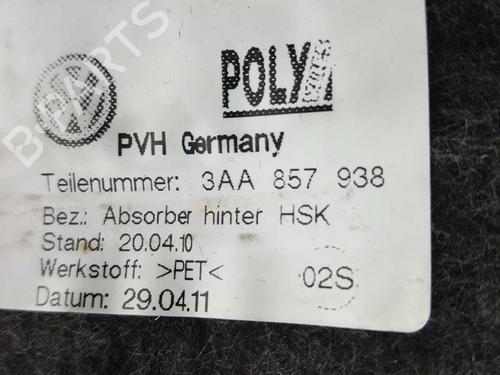 POLY
PVH Germany
Teilenummer: 3AA 857 938
Bez.: Absorber hinter HSK
Stand: 20.04.10
Werkstoff: >PET<
02S
Datum: 29.04.11
B-PARTS